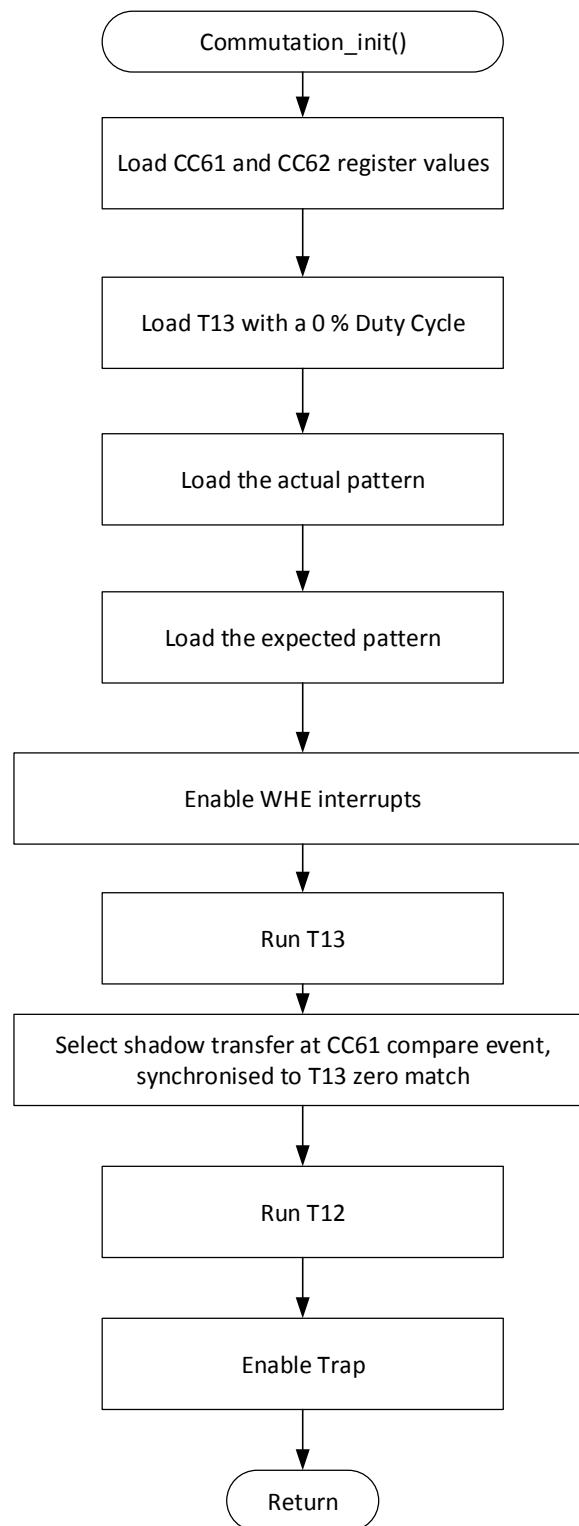 Commutation_init()
Load CC61 and CC62 register values
Load T13 with a 0 % Duty Cycle
Load the actual pattern
Load the expected pattern
Enable WHE interrupts
Run T13
Select shadow transfer at CC61 compare event,
synchronised to T13 zero match
Run T12
Enable Trap
Return